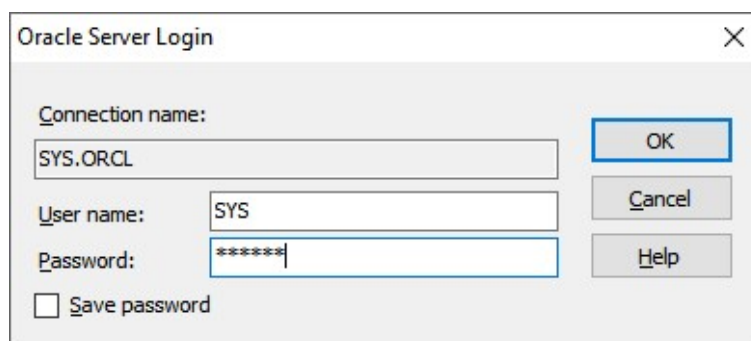 Oracle Server Login
Connection name:
SYS.ORCL
OK
User name:
SYS
Cancel
Password:
******
Help
Save password